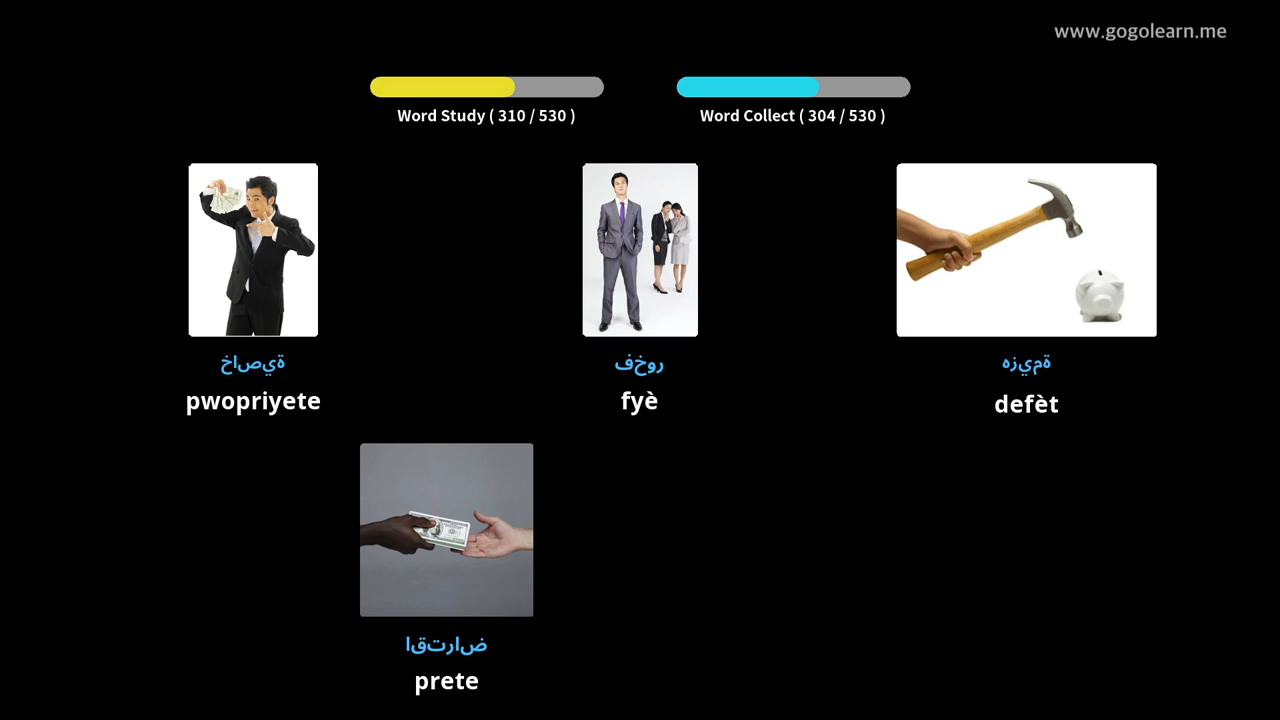 www.gogolearn.me
Word Study ( 310 / 530 )
Word Collect ( 304 / 530 )
خاصية
pwopriyete
فخور
fyè
هزيمة
defèt
اقتراض
prete